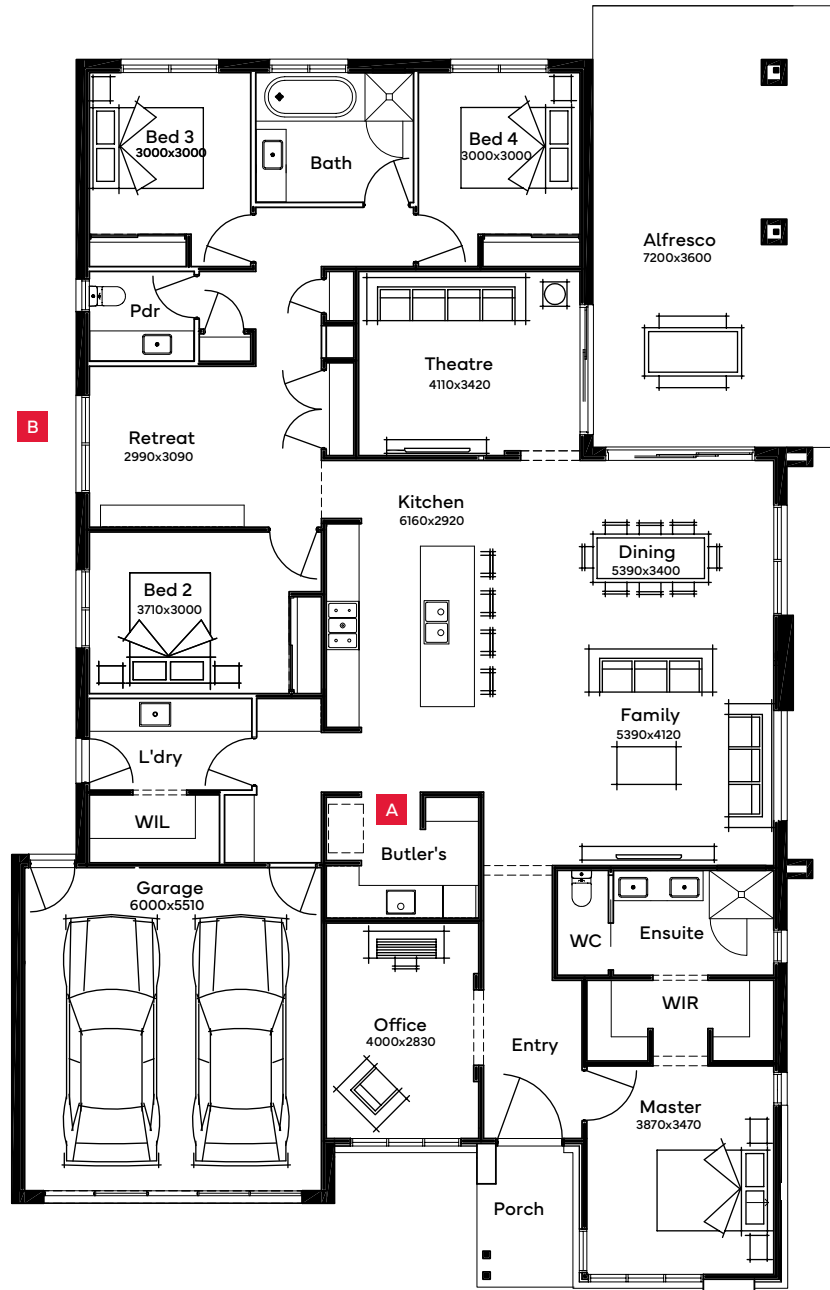 Bed 3
3000x3000
Bath
Bed 4
3000x3000
Alfresco
7200x3600
Pdr
Theatre
4110x3420
B
Retreat
2990x3090
Kitchen
6160x2920
Dining
5390x3400
Bed 2
3710x3000
Family
5390x4120
L'dry
WIL
A
Butler's
Garage
6000x5510
WC
Ensuite
WIR
Office
4000x2830
Entry
Master
3870x3470
Porch